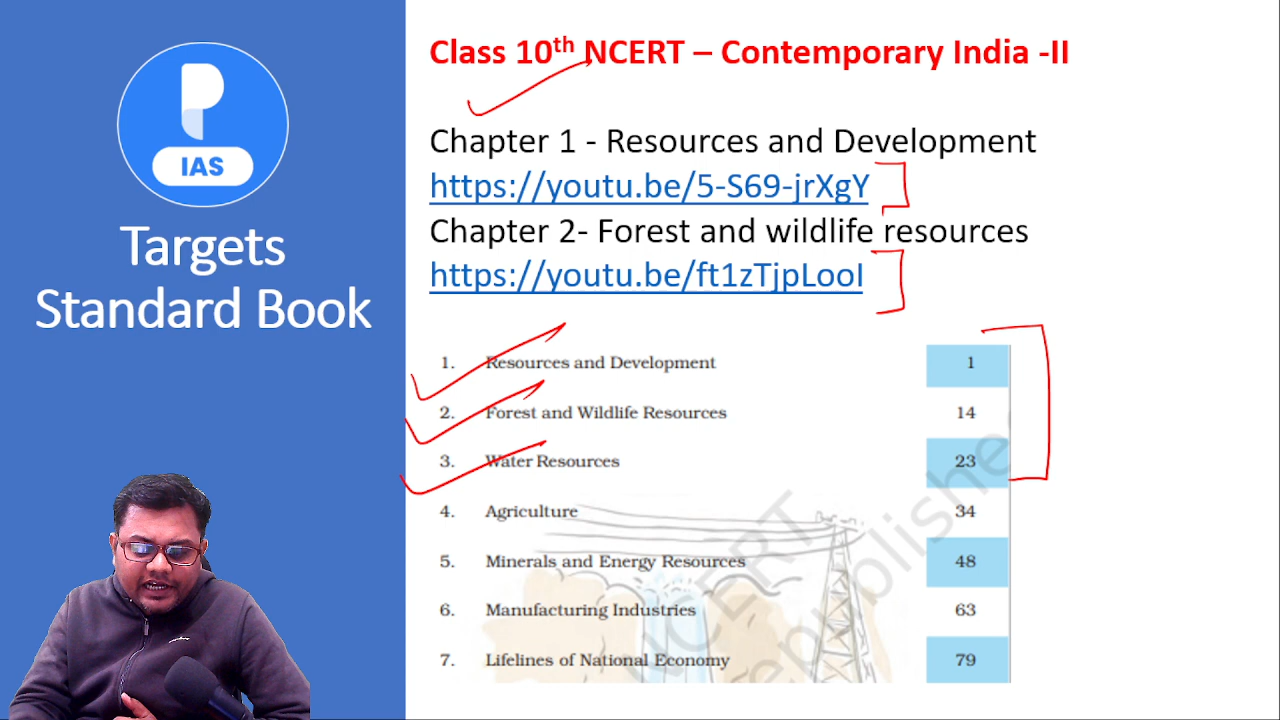 IAS
Targets
Standard Book
Class 10th NCERT – Contemporary India -II
Chapter 1 - Resources and Development
https://youtu.be/5-S69-jrXgY
Chapter 2- Forest and wildlife resources
https://youtu.be/ft1zTjpLooI
1. Resources and Development 1
2. Forest and Wildlife Resources 14
3. Water Resources 23
4. Agriculture 34
5. Minerals and Energy Resources 48
6. Manufacturing Industries 63
7. Lifelines of National Economy 79
NCERT